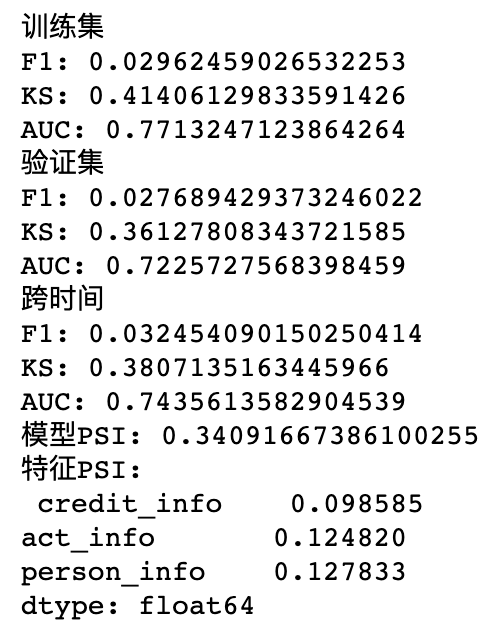 训练集
F1: 0.02962459026532253
KS: 0.41406129833591426
AUC: 0.7713247123864264
验证集
F1: 0.027689429373246022
KS: 0.36127808343721585
AUC: 0.7225727568398459
跨时间
F1: 0.032454090150250414
KS: 0.3807135163445966
AUC: 0.7435613582904539
模型PSI: 0.34091667386100255
特征PSI:
credit_info    0.098585
act_info       0.124820
person_info    0.127833
dtype: float64